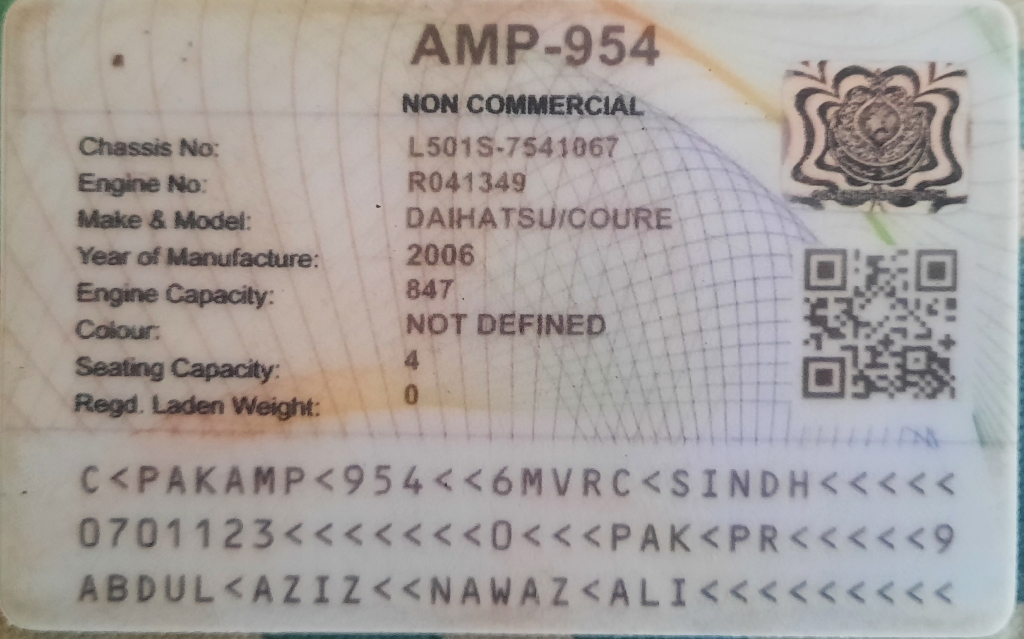 AMP-954
NON COMMERCIAL
Chassis No: L501S-7541067
Engine No: R041349
Make & Model: DAIHATSU/COURE
Year of Manufacture: 2006
Engine Capacity: 847
Colour: NOT DEFINED
Seating Capacity: 4
Regd. Laden Weight: 0
C<PAKAMP<954<<6MVRC<SINDH<<<<<
0701123<<<<<<<<0<<<PAK<PR<<<<<9
ABDUL<AZIZ<<NAWAZ<ALI<<<<<<<<<